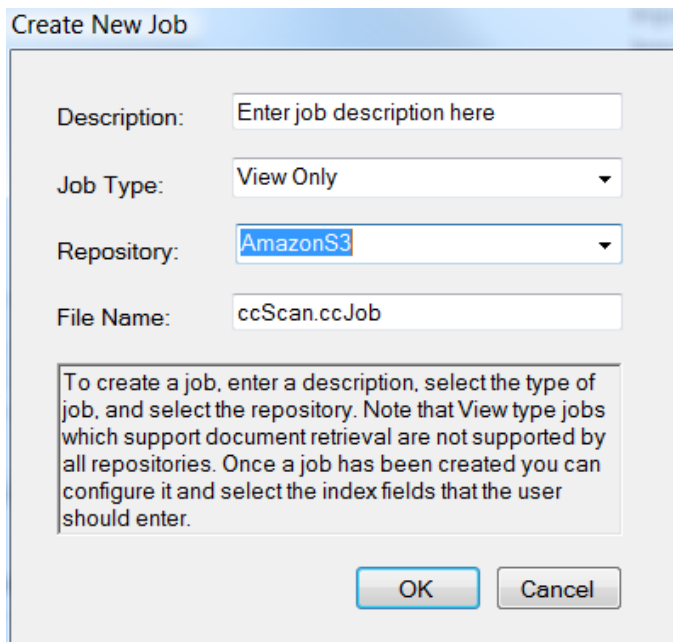 Create New Job
Description: Enter job description here
Job Type: View Only
Repository: AmazonS3
File Name: ccScan.ccJob
To create a job, enter a description, select the type of
job, and select the repository. Note that View type jobs
which support document retrieval are not supported by
all repositories. Once a job has been created you can
configure it and select the index fields that the user
should enter.
OK Cancel